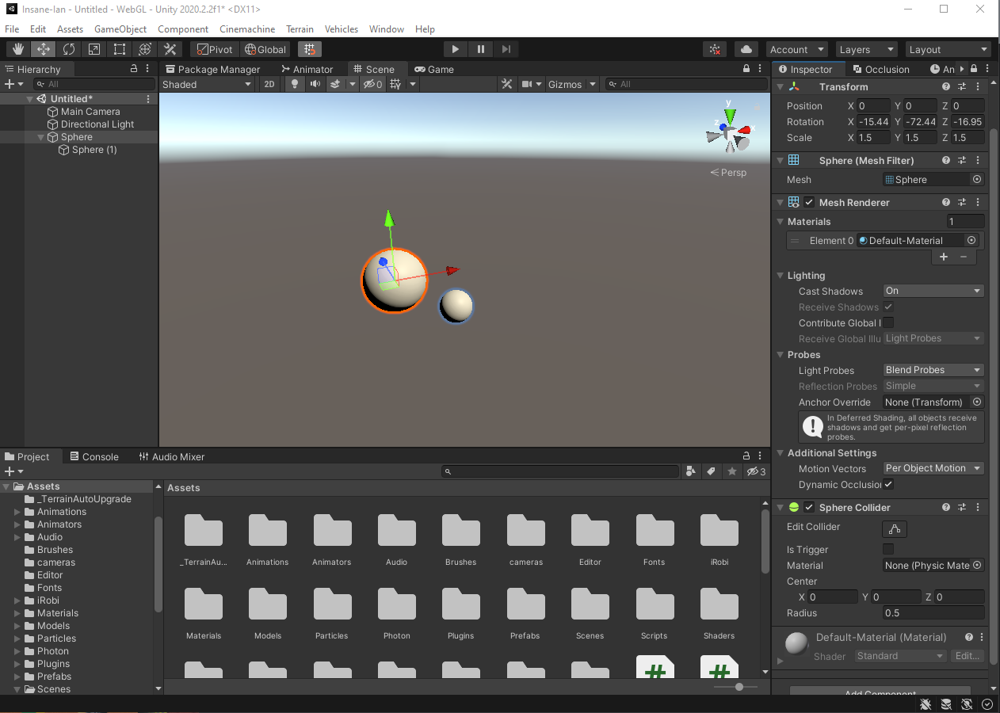 Insane-Ian - Untitled - WebGL - Unity 2020.2.2f1* <DX11>
File Edit Assets GameObject Component Cinemachine Terrain Vehicles Window Help
Pivot Global Account Layers Layout
Hierarchy
All
Untitled*
Main Camera
Directional Light
Sphere
Sphere (1)
Package Manager Animator Scene Game
Shaded 2D 0 Gizmos All
y
x
z
Persp
Inspector Occlusion An
Transform
Position X 0 Y 0 Z 0
Rotation X -15.44 Y -72.44 Z -16.95
Scale X 1.5 Y 1.5 Z 1.5
Sphere (Mesh Filter)
Mesh Sphere
Mesh Renderer
Materials 1
Element 0 Default-Material
+ −
Lighting
Cast Shadows On
Receive Shadows
Contribute Global I
Receive Global Illu Light Probes
Probes
Light Probes Blend Probes
Reflection Probes Simple
Anchor Override None (Transform)
In Deferred Shading, all objects receive
shadows and get per-pixel reflection
probes.
Additional Settings
Motion Vectors Per Object Motion
Dynamic Occlusion
Sphere Collider
Edit Collider
Is Trigger
Material None (Physic Mate
Center
X 0 Y 0 Z 0
Radius 0.5
Default-Material (Material)
Shader Standard Edit...
Add Component
Project Console Audio Mixer
3
Assets
_TerrainAutoUpgrade
Animations
Animators
Audio
Brushes
cameras
Editor
Fonts
iRobi
Materials
Models
Particles
Photon
Plugins
Prefabs
Scenes
Assets
_TerrainAu... Animations Animators Audio Brushes cameras Editor Fonts iRobi
Materials Models Particles Photon Plugins Prefabs Scenes Scripts Shaders
# #